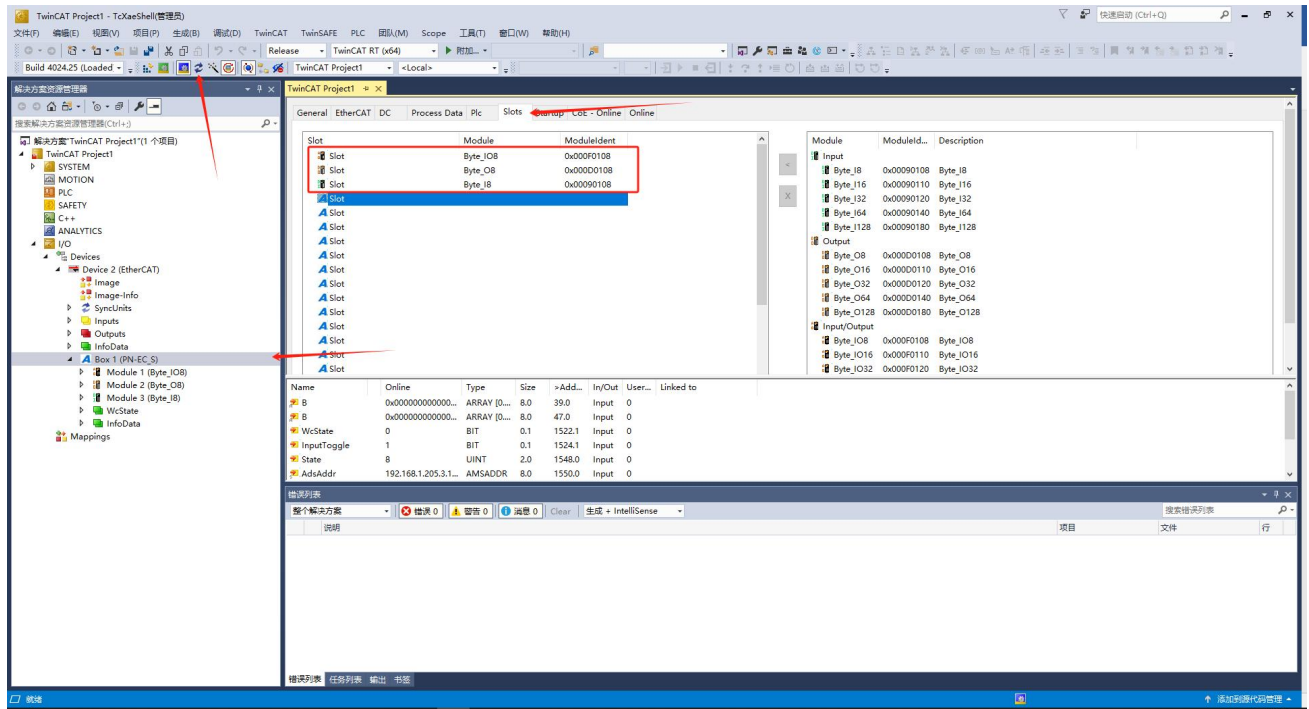 TwinCAT Project1 - TcXaeShell(管理员)
快速启动 (Ctrl+Q)
文件(F) 编辑(E) 视图(V) 项目(P) 生成(B) 调试(D) TwinCAT TwinSAFE PLC 团队(M) Scope 工具(T) 窗口(W) 帮助(H)
Release TwinCAT RT (x64) 附加...
Build 4024.25 (Loaded TwinCAT Project1 <Local>
解决方案资源管理器
搜索解决方案资源管理器(Ctrl+;)
解决方案"TwinCAT Project1"(1 个项目)
TwinCAT Project1
SYSTEM
MOTION
PLC
SAFETY
C++
ANALYTICS
I/O
Devices
Device 2 (EtherCAT)
Image
Image-Info
SyncUnits
Inputs
Outputs
InfoData
Box 1 (PN-EC_S)
Module 1 (Byte_IO8)
Module 2 (Byte_O8)
Module 3 (Byte_I8)
WcState
InfoData
Mappings
TwinCAT Project1
General EtherCAT DC Process Data Plc Slots Startup CoE - Online Online
Slot Module ModuleIdent
Slot Byte_IO8 0x000F0108
Slot Byte_O8 0x000D0108
Slot Byte_I8 0x00090108
Slot
Slot
Slot
Slot
Slot
Slot
Slot
Slot
Slot
Slot
Slot
Slot
Slot
<
X
Module ModuleId... Description
Input
Byte_I8 0x00090108 Byte_I8
Byte_I16 0x00090110 Byte_I16
Byte_I32 0x00090120 Byte_I32
Byte_I64 0x00090140 Byte_I64
Byte_I128 0x00090180 Byte_I128
Output
Byte_O8 0x000D0108 Byte_O8
Byte_O16 0x000D0110 Byte_O16
Byte_O32 0x000D0120 Byte_O32
Byte_O64 0x000D0140 Byte_O64
Byte_O128 0x000D0180 Byte_O128
Input/Output
Byte_IO8 0x000F0108 Byte_IO8
Byte_IO16 0x000F0110 Byte_IO16
Byte_IO32 0x000F0120 Byte_IO32
Name Online Type Size >Add... In/Out User... Linked to
B 0x000000000000... ARRAY [0.... 8.0 39.0 Input 0
B 0x000000000000... ARRAY [0.... 8.0 47.0 Input 0
WcState 0 BIT 0.1 1522.1 Input 0
InputToggle 1 BIT 0.1 1524.1 Input 0
State 8 UINT 2.0 1548.0 Input 0
AdsAddr 192.168.1.205.3.1... AMSADDR 8.0 1550.0 Input 0
错误列表
整个解决方案 错误 0 警告 0 消息 0 Clear 生成 + IntelliSense 搜索错误列表
说明 项目 文件 行
错误列表 任务列表 输出 书签
就绪 添加到源代码管理